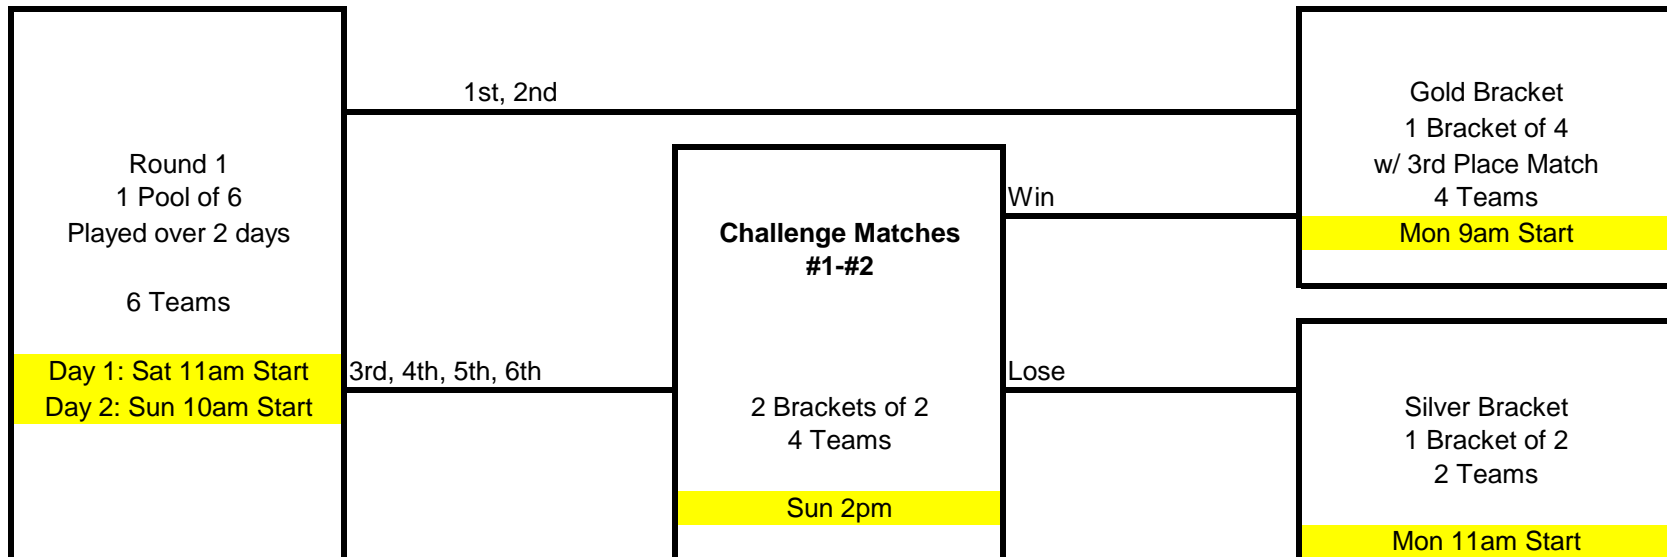 Round 1
1 Pool of 6
Played over 2 days
6 Teams
Day 1: Sat 11am Start
Day 2: Sun 10am Start
1st, 2nd
3rd, 4th, 5th, 6th
Challenge Matches
#1-#2
2 Brackets of 2
4 Teams
Sun 2pm
Win
Lose
Gold Bracket
1 Bracket of 4
w/ 3rd Place Match
4 Teams
Mon 9am Start
Silver Bracket
1 Bracket of 2
2 Teams
Mon 11am Start